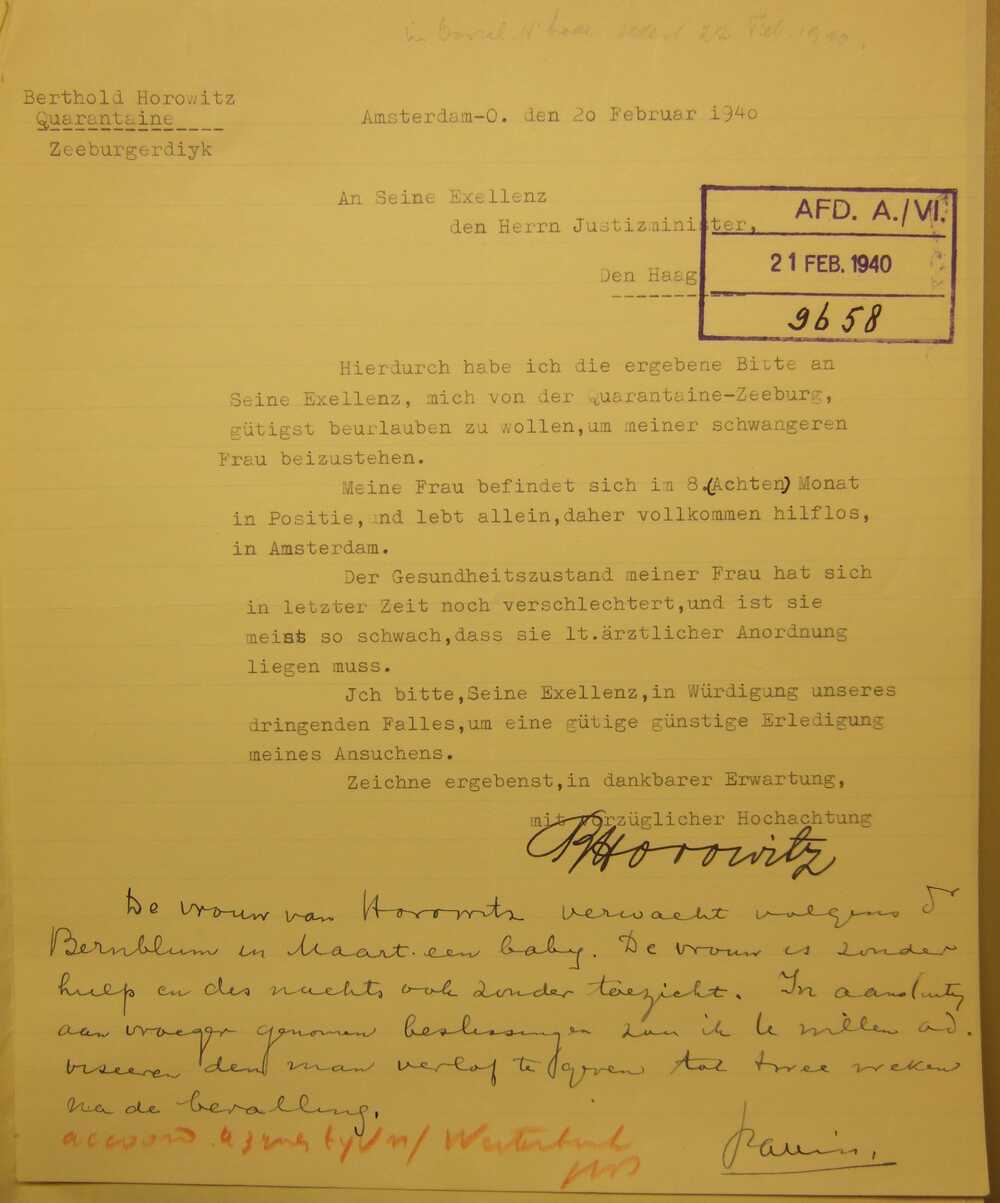 22 Feb. 1940.
Berthold Horowitz
Quarantaine
Zeeburgerdiyk
Amsterdam-O. den 20 Februar 1940
An Seine Exellenz
den Herrn Justizminister,
Den Haag
AFD. A./VI.
21 FEB. 1940
9658
Hierdurch habe ich die ergebene Bitte an
Seine Exellenz, mich von der Quarantaine-Zeeburg,
gütigst beurlauben zu wollen,um meiner schwangeren
Frau beizustehen.
Meine Frau befindet sich im 8.(Achten) Monat
in Positie, und lebt allein,daher vollkommen hilflos,
in Amsterdam.
Der Gesundheitszustand meiner Frau hat sich
in letzter Zeit noch verschlechtert,und ist sie
meist so schwach,dass sie lt.ärztlicher Anordnung
liegen muss.
Jch bitte,Seine Exellenz,in Würdigung unseres
dringenden Falles,um eine gütige günstige Erledigung
meines Ansuchens.
Zeichne ergebenst,in dankbarer Erwartung,
mit vorzüglicher Hochachtung
BHorowitz
De vrouw van Horowitz verwacht volgens Dr
Bernblum in Maart een baby. De vrouw is zonder
hulp en des nachts ook zonder toezicht. In aansluiting
aan vroeger genomen beslissingen zou ik U willen ad.
viseeren den man verlof te geven tot twee weken
na de bevalling.
accoord Westerbork